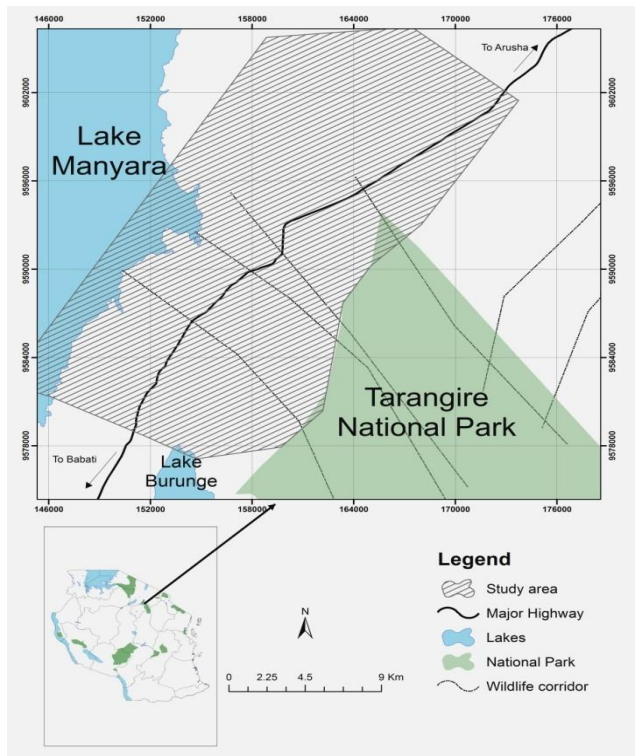 146000 152000 158000 164000 170000 176000
To Arusha
9602000
9602000
Lake
Manyara
9596000
9596000
9590000
9590000
9584000
9584000
Tarangire
National Park
9578000
9578000
To Babati
Lake
Burunge
146000 152000 158000 164000 170000 176000
Legend
Study area
Major Highway
Lakes
National Park
Wildlife corridor
N
0 2.25 4.5 9 Km